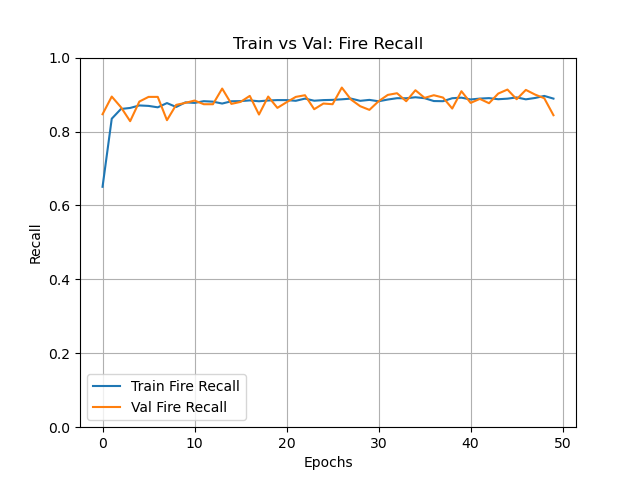 Train vs Val: Fire Recall
1.0
0.8
0.6
0.4
0.2
0.0
Recall
Train Fire Recall
Val Fire Recall
0 10 20 30 40 50
Epochs